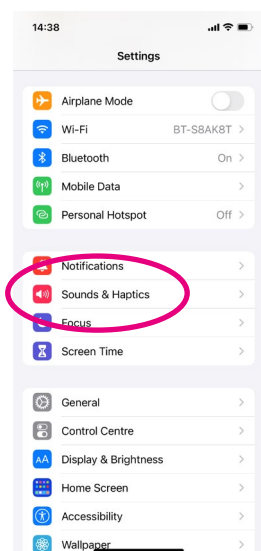 14:38
Settings
Airplane Mode
Wi-Fi BT-S8AK8T
Bluetooth On
Mobile Data
Personal Hotspot Off
Notifications
Sounds & Haptics
Focus
Screen Time
General
Control Centre
AA Display & Brightness
Home Screen
Accessibility
Wallpaper